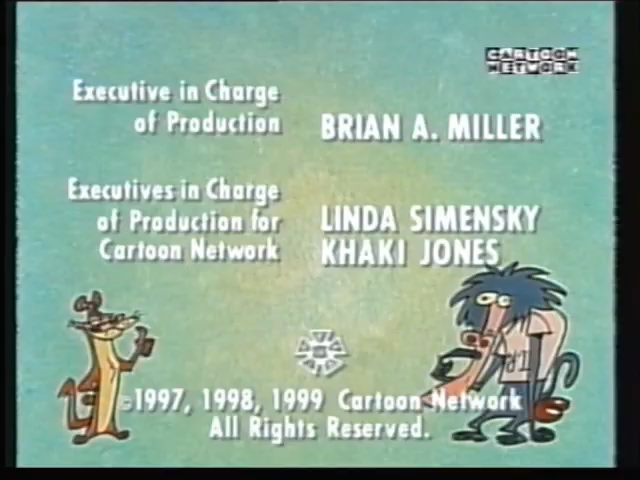 CARTOON
NETWORK
Executive in Charge
of Production
BRIAN A. MILLER
Executives in Charge
of Production for
Cartoon Network
LINDA SIMENSKY
KHAKI JONES
I.R.
©1997, 1998, 1999 Cartoon Network
All Rights Reserved.